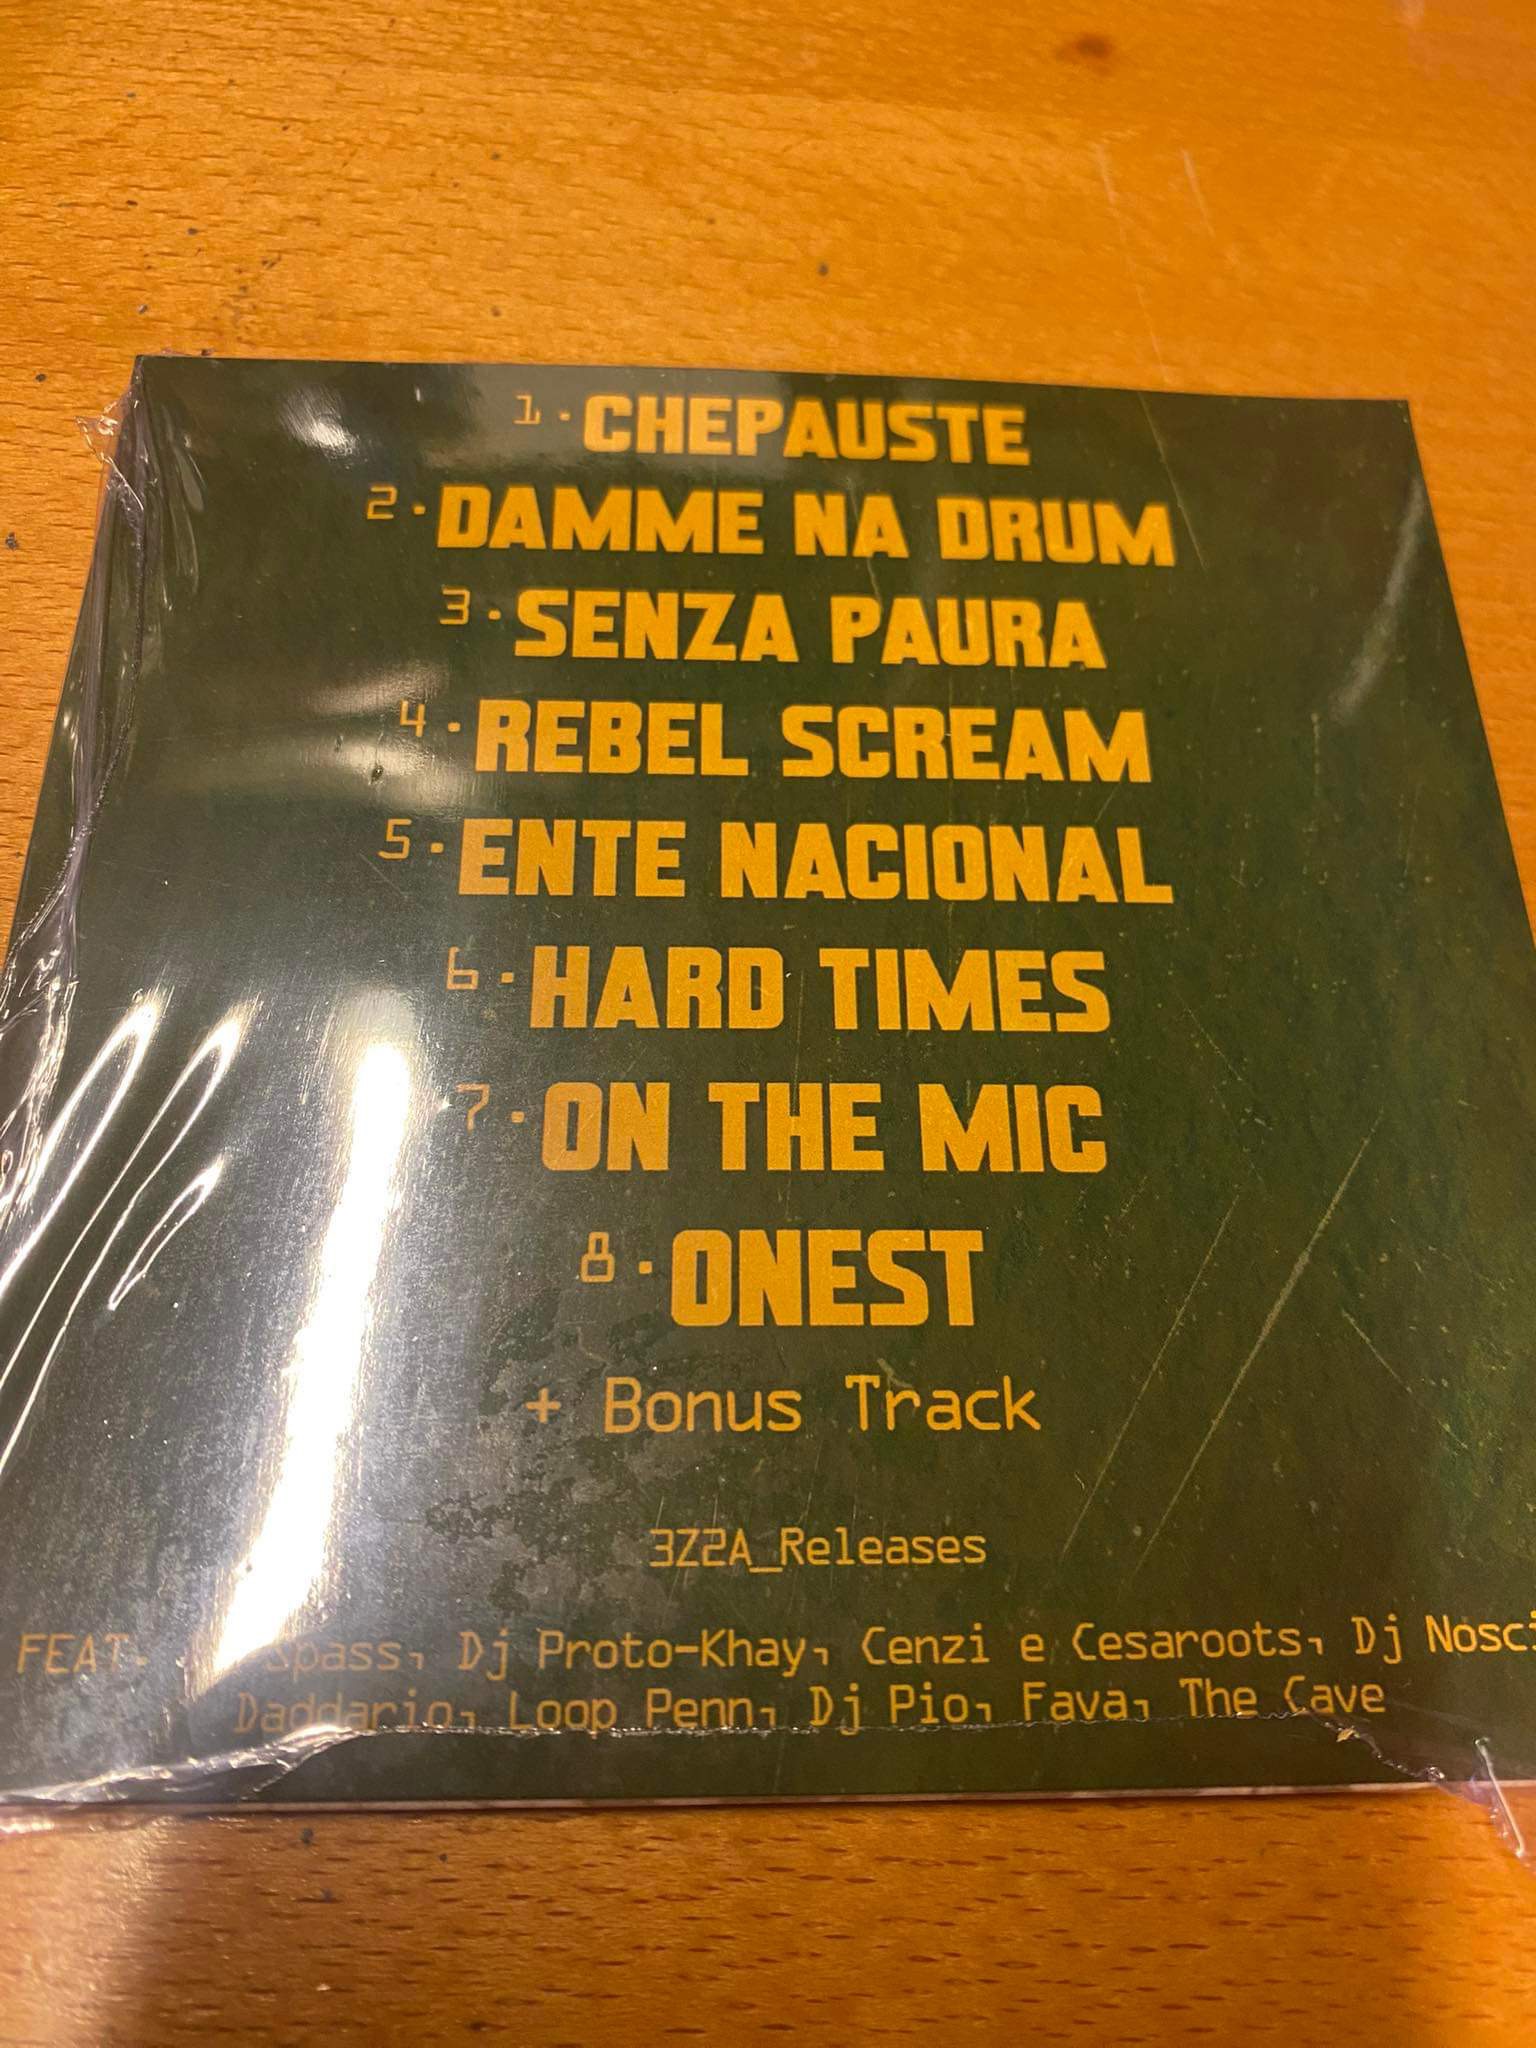 1. CHEPAUSTE
2. DAMME NA DRUM
3. SENZA PAURA
4. REBEL SCREAM
5. ENTE NACIONAL
6. HARD TIMES
7. ON THE MIC
8. ONEST
+ Bonus Track
3Z2A_Releases
FEAT. Dj Proto-Khay, Cenzi e Cesaroots, Dj
Daddario, Loop Penn, Dj Pio, Fava, The Cave